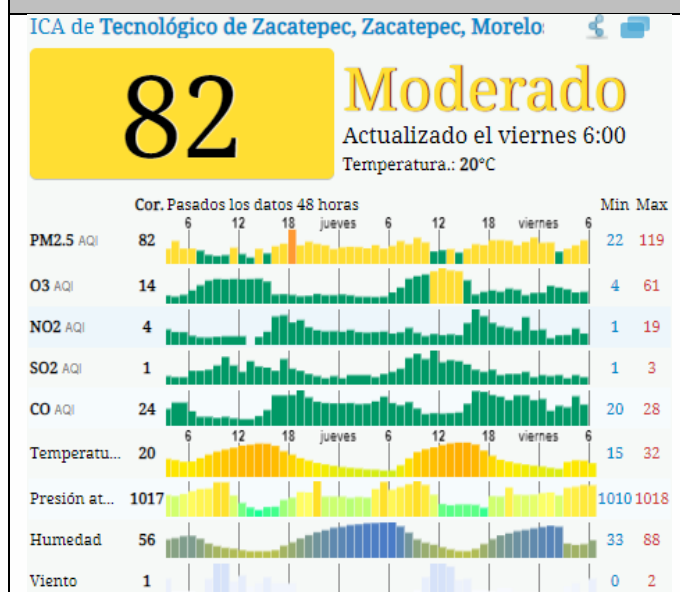 ICA de Tecnológico de Zacatepec, Zacatepec, Morelos
82
Moderado
Actualizado el viernes 6:00
Temperatura.: 20°C
Cor. Pasados los datos 48 horas Min Max
6 12 18 jueves 6 12 18 viernes 6
PM2.5 AQI 82 22 119
O3 AQI 14 4 61
NO2 AQI 4 1 19
SO2 AQI 1 1 3
CO AQI 24 20 28
6 12 18 jueves 6 12 18 viernes 6
Temperatu... 20 15 32
Presión at... 1017 1010 1018
Humedad 56 33 88
Viento 1 0 2